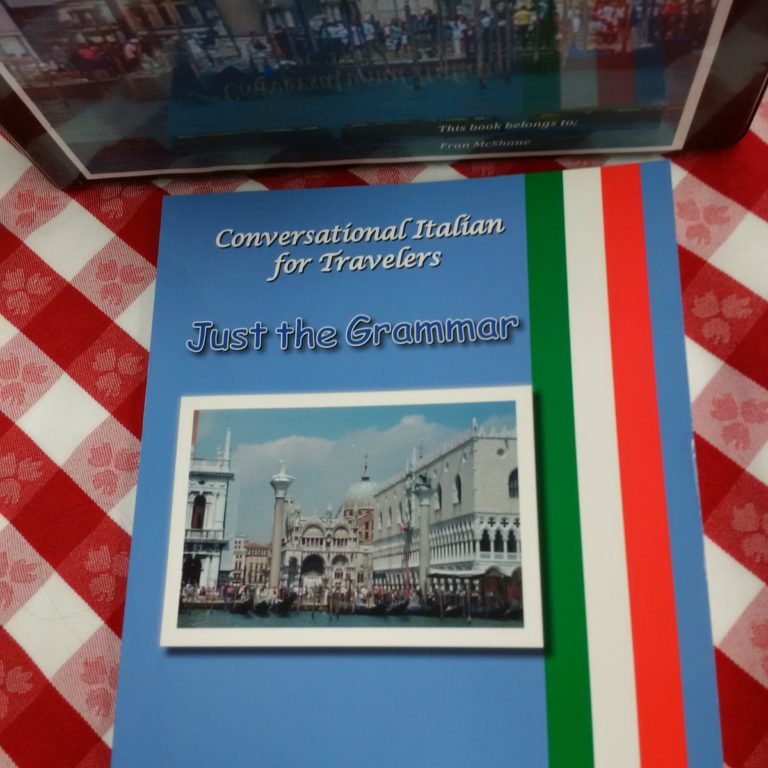 This book belongs to:
Fran McShane
Conversational Italian
for Travelers
Just the Grammar